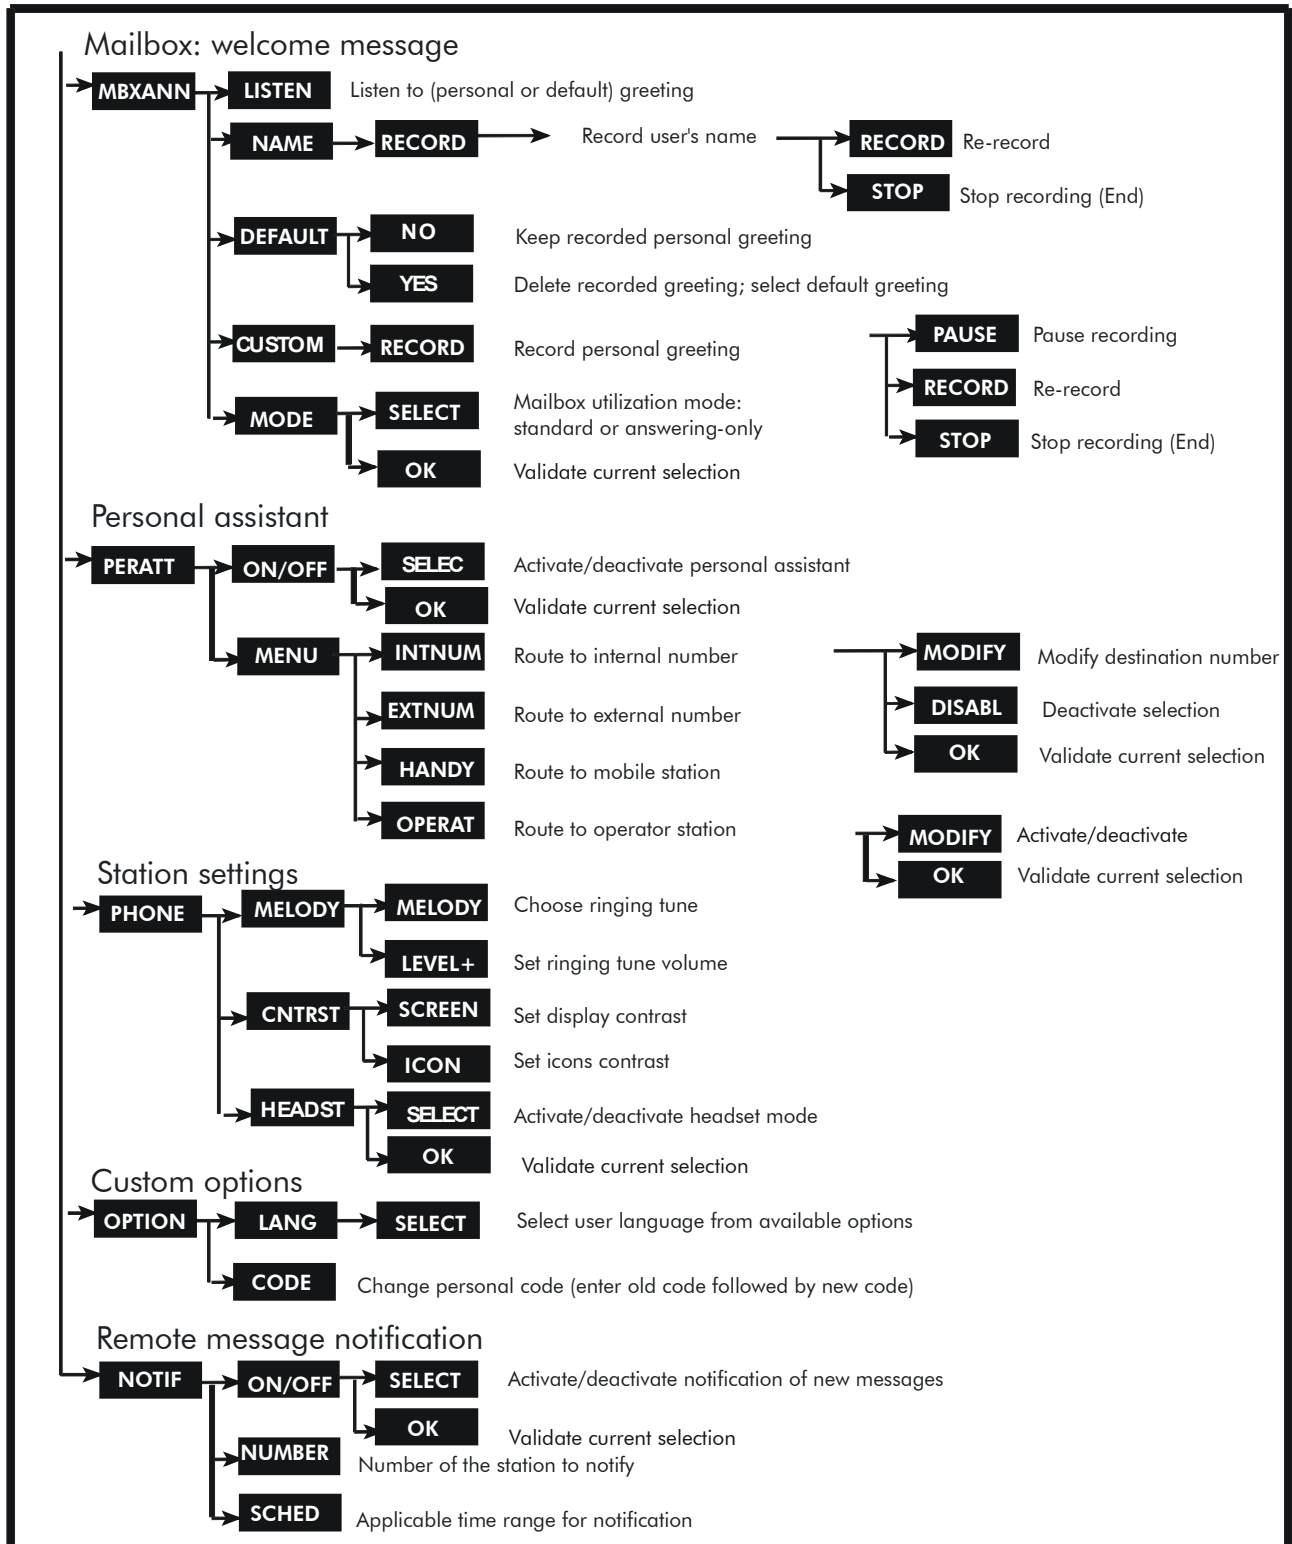 Mailbox: welcome message
MBXANN LISTEN Listen to (personal or default) greeting
NAME RECORD Record user's name RECORD Re-record
STOP Stop recording (End)
DEFAULT NO Keep recorded personal greeting
YES Delete recorded greeting; select default greeting
PAUSE Pause recording
CUSTOM RECORD Record personal greeting
RECORD Re-record
MODE SELECT Mailbox utilization mode:
standard or answering-only
STOP Stop recording (End)
OK Validate current selection
Personal assistant
PERATT ON/OFF SELEC Activate/deactivate personal assistant
OK Validate current selection
MENU INTNUM Route to internal number MODIFY Modify destination number
EXTNUM Route to external number DISABL Deactivate selection
OK Validate current selection
HANDY Route to mobile station
OPERAT Route to operator station MODIFY Activate/deactivate
OK Validate current selection
Station settings
PHONE MELODY MELODY Choose ringing tune
LEVEL+ Set ringing tune volume
CNTRST SCREEN Set display contrast
ICON Set icons contrast
HEADST SELECT Activate/deactivate headset mode
OK Validate current selection
Custom options
OPTION LANG SELECT Select user language from available options
CODE Change personal code (enter old code followed by new code)
Remote message notification
NOTIF ON/OFF SELECT Activate/deactivate notification of new messages
OK Validate current selection
NUMBER Number of the station to notify
SCHED Applicable time range for notification